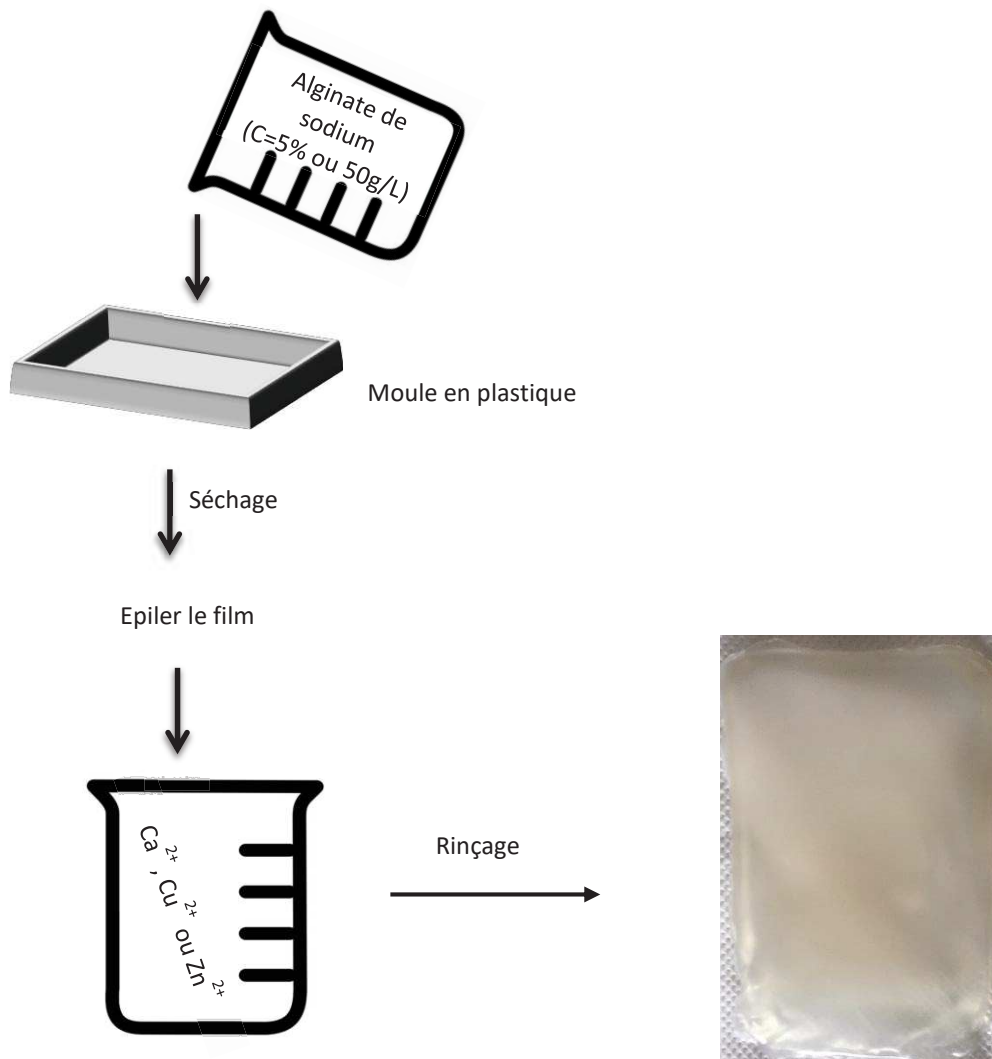 Alginate de
sodium
(C=5% ou 50g/L)
Moule en plastique
Séchage
Epiler le film
Ca²⁺, Cu²⁺ ou Zn²⁺
Rinçage